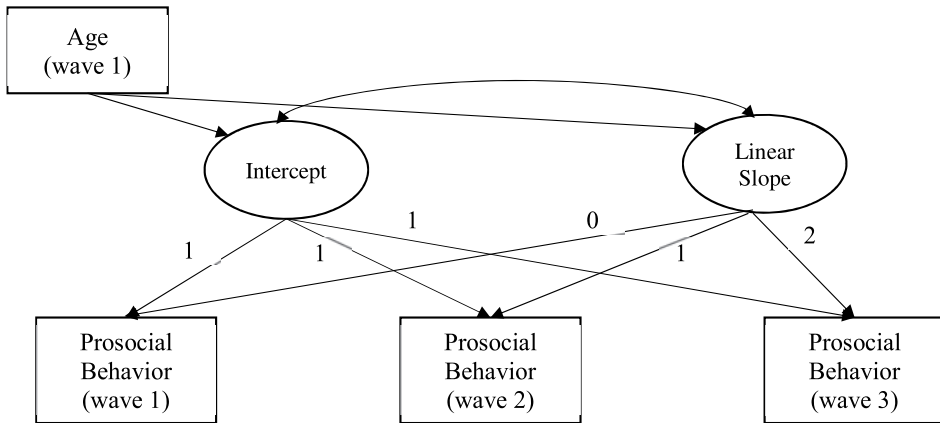 Age
(wave 1)
Intercept
Linear
Slope
1
1
1
0
1
2
Prosocial
Behavior
(wave 1)
Prosocial
Behavior
(wave 2)
Prosocial
Behavior
(wave 3)